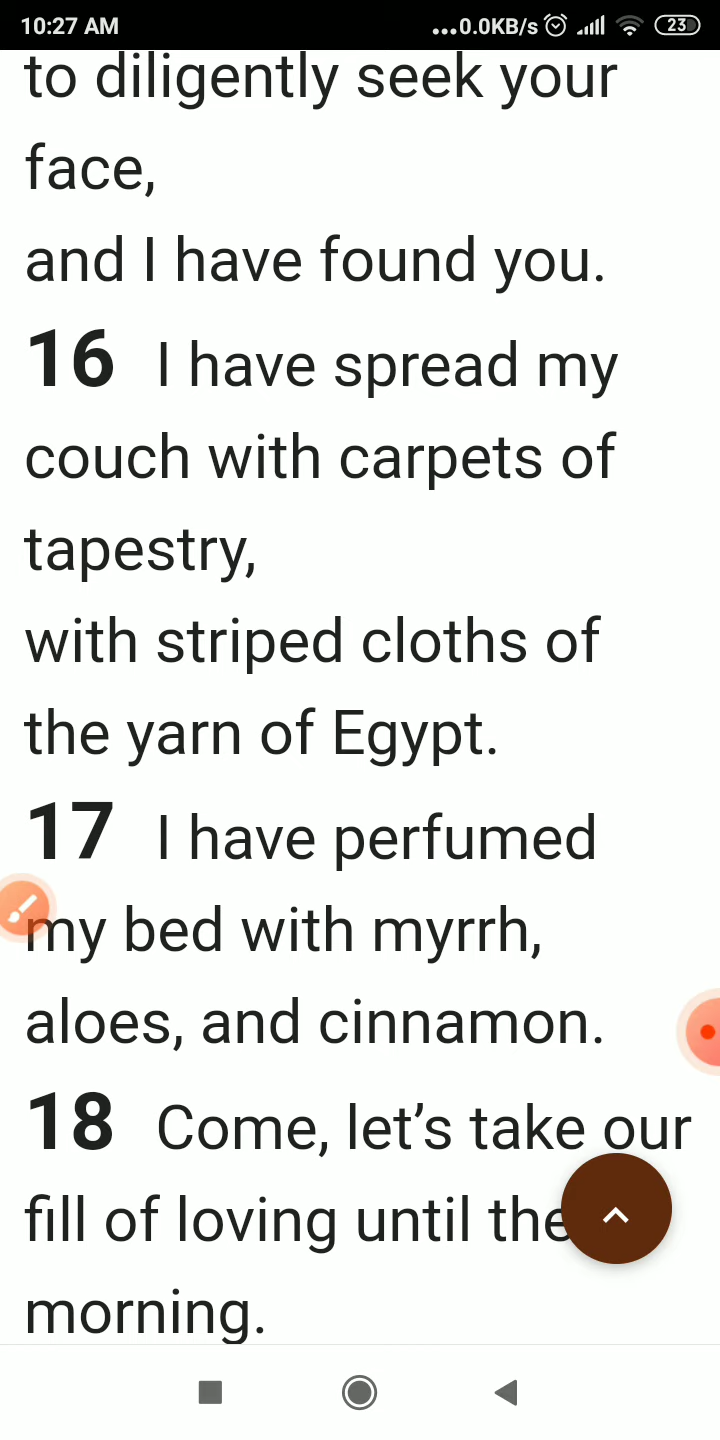 10:27 AM
...0.0KB/s
23
to diligently seek your
face,
and I have found you.
16 I have spread my
couch with carpets of
tapestry,
with striped cloths of
the yarn of Egypt.
17 I have perfumed
my bed with myrrh,
aloes, and cinnamon.
18 Come, let’s take our
fill of loving until the
morning.